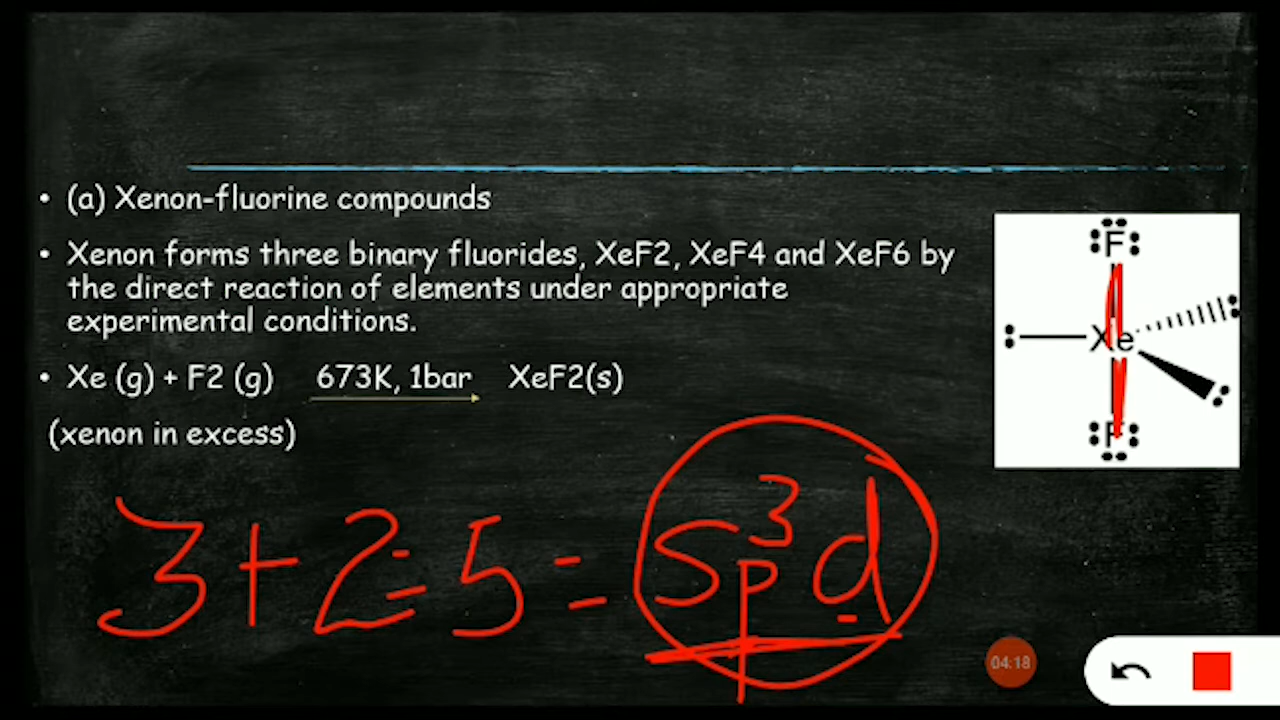 • (a) Xenon-fluorine compounds
• Xenon forms three binary fluorides, XeF2, XeF4 and XeF6 by
the direct reaction of elements under appropriate
experimental conditions.
• Xe (g) + F2 (g) 673K, 1bar XeF2(s)
(xenon in excess)
F
Xe
F
3+2=5=sp³d
04:18